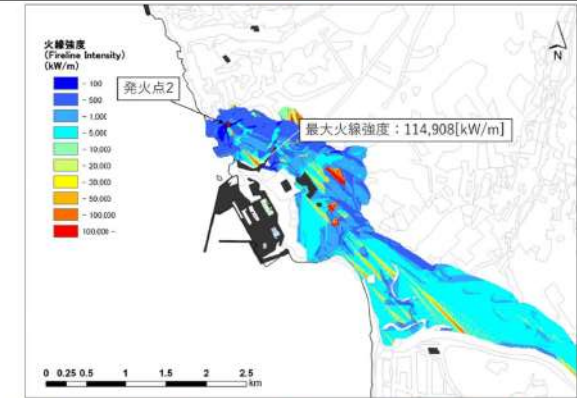 火線強度
(Fireline Intensity)
(kW/m)
- 100
- 500
- 1,000
- 5,000
- 10,000
- 20,000
- 30,000
- 50,000
- 100,000
100,000 -
発火点2
最大火線強度：114,908[kW/m]
N
0 0.25 0.5 1 1.5 2 2.5
km